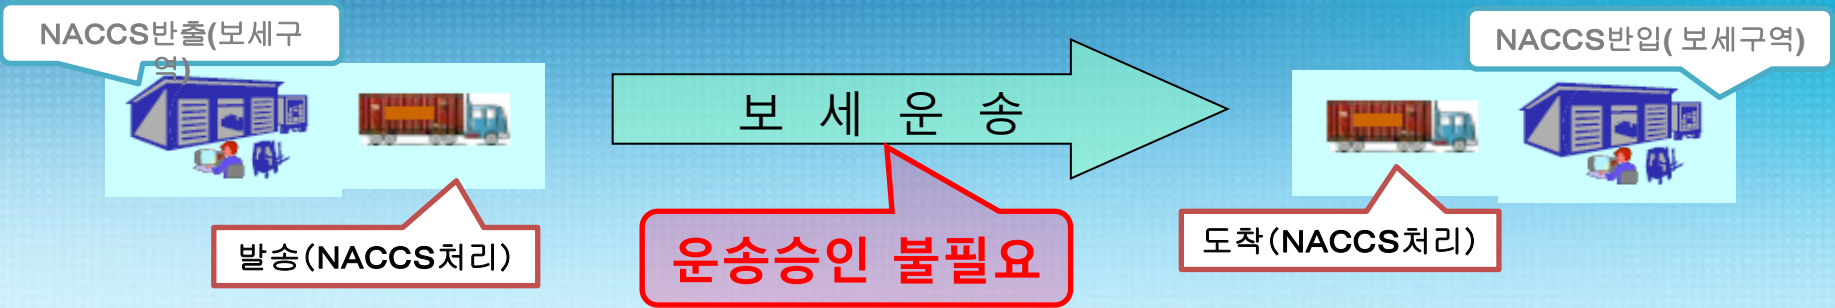 NACCS반출(보세구
역)
NACCS반입( 보세구역)
보 세 운 송
발송(NACCS처리)
운송승인 불필요
도착(NACCS처리)